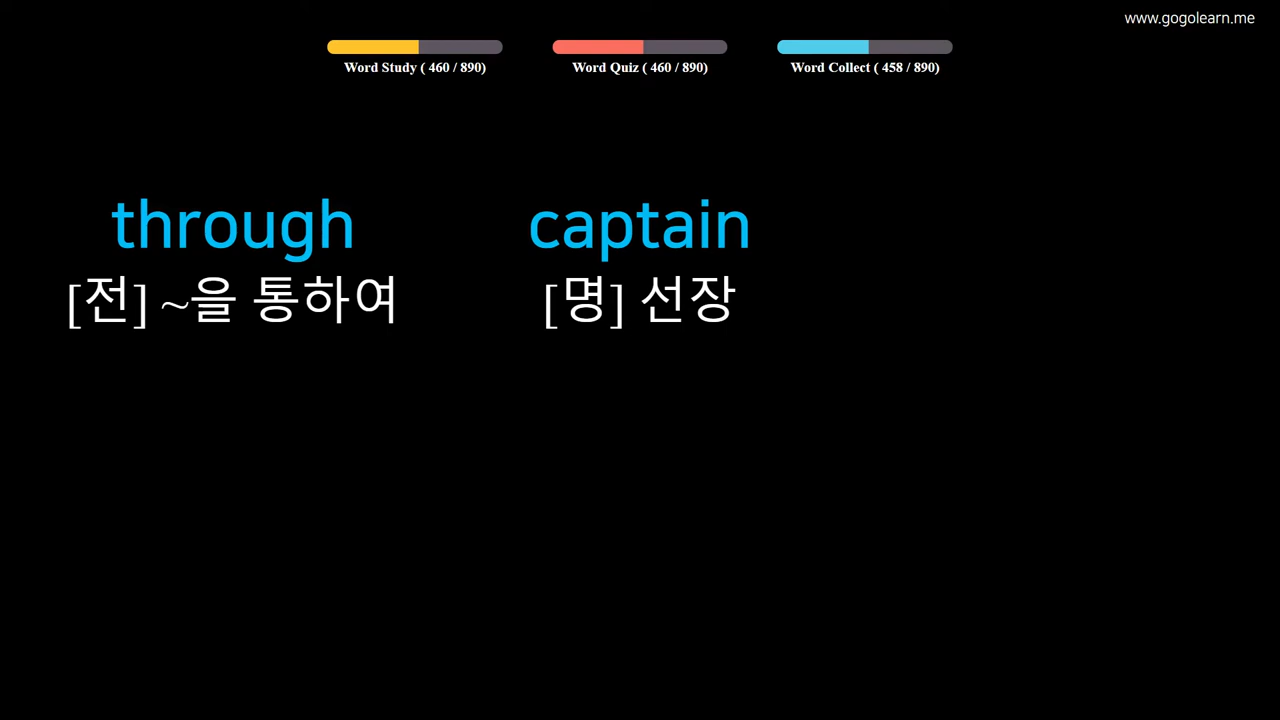 www.gogolearn.me
Word Study ( 460 / 890)
Word Quiz ( 460 / 890)
Word Collect ( 458 / 890)
through
[전] ~을 통하여
captain
[명] 선장